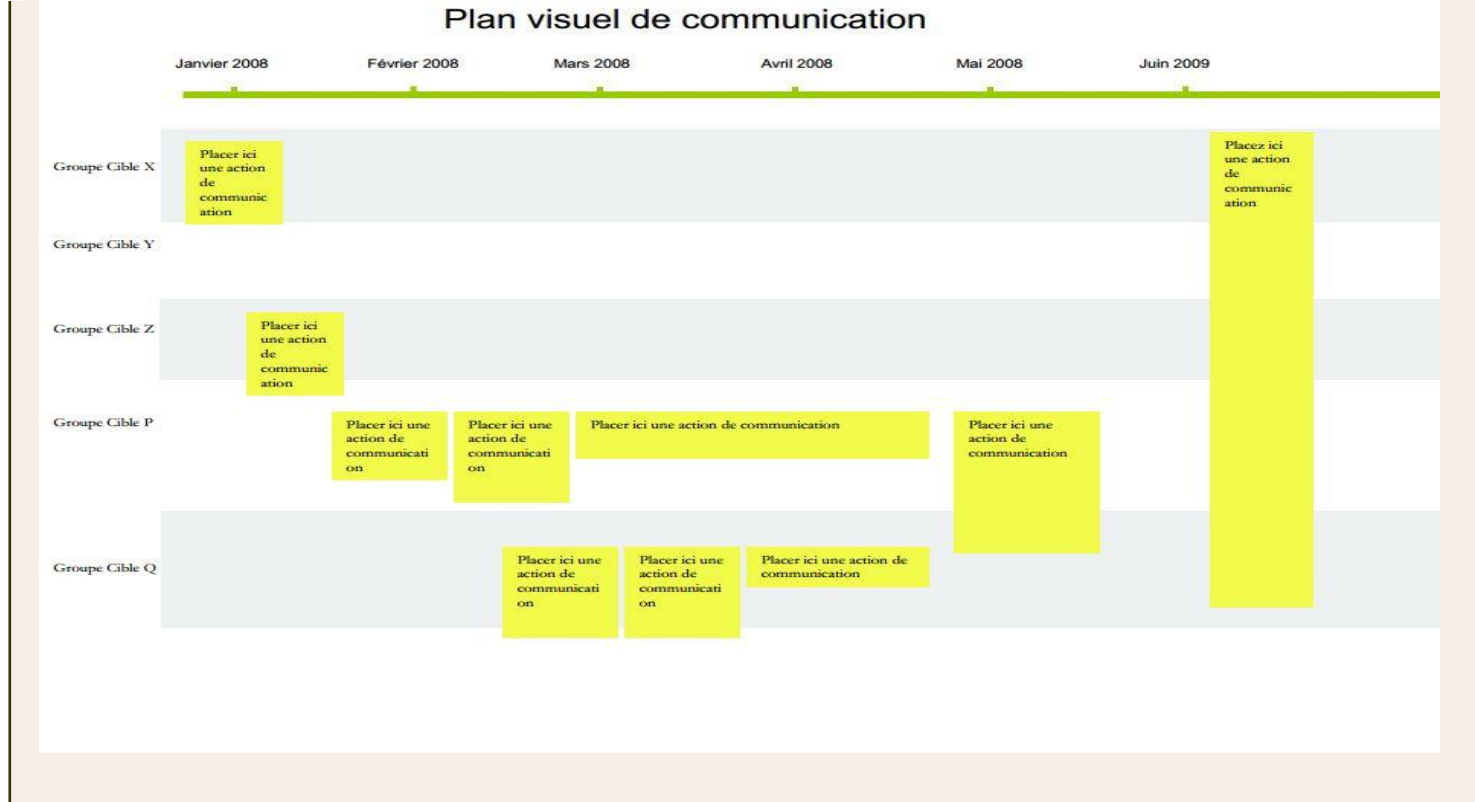 Plan visuel de communication
Janvier 2008
Février 2008
Mars 2008
Avril 2008
Mai 2008
Juin 2009
Groupe Cible X
Placer ici
une action
de
communic
ation
Placez ici
une action
de
communic
ation
Groupe Cible Y
Groupe Cible Z
Placer ici
une action
de
communic
ation
Groupe Cible P
Placer ici une
action de
communicati
on
Placer ici une
action de
communicati
on
Placer ici une action de communication
Placer ici une
action de
communication
Groupe Cible Q
Placer ici une
action de
communicati
on
Placer ici une
action de
communicati
on
Placer ici une action de
communication